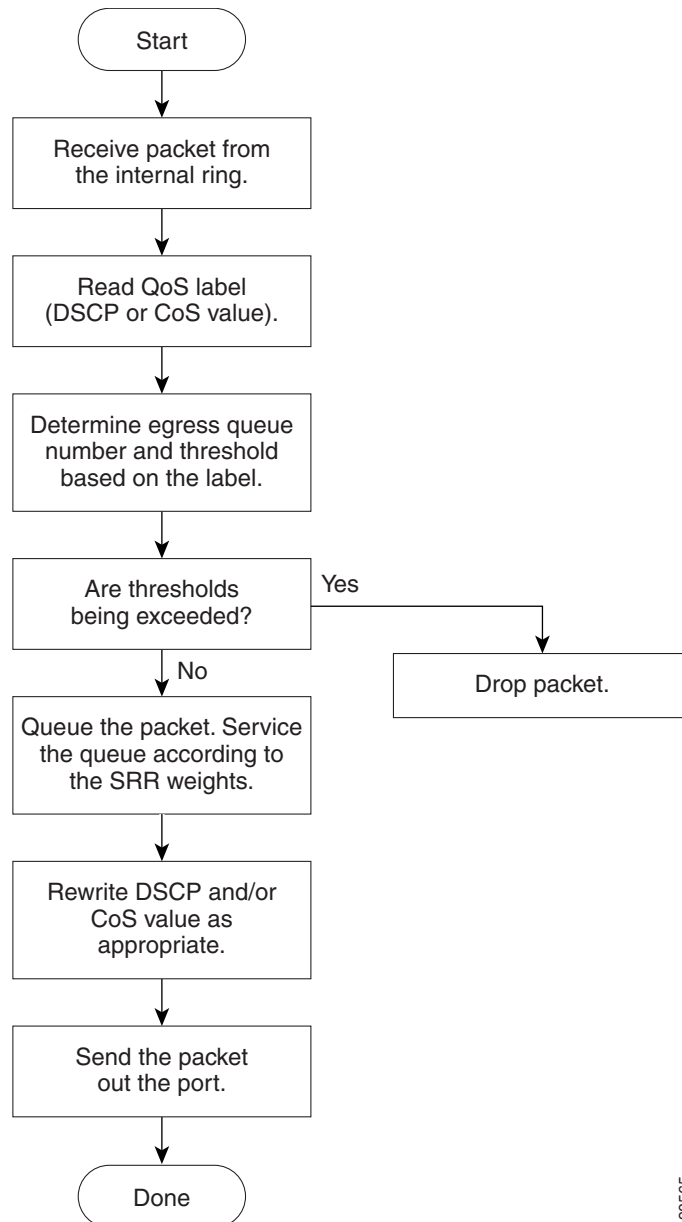 Start
Receive packet from
the internal ring.
Read QoS label
(DSCP or CoS value).
Determine egress queue
number and threshold
based on the label.
Are thresholds
being exceeded?
Yes
No
Drop packet.
Queue the packet. Service
the queue according to
the SRR weights.
Rewrite DSCP and/or
CoS value as
appropriate.
Send the packet
out the port.
Done